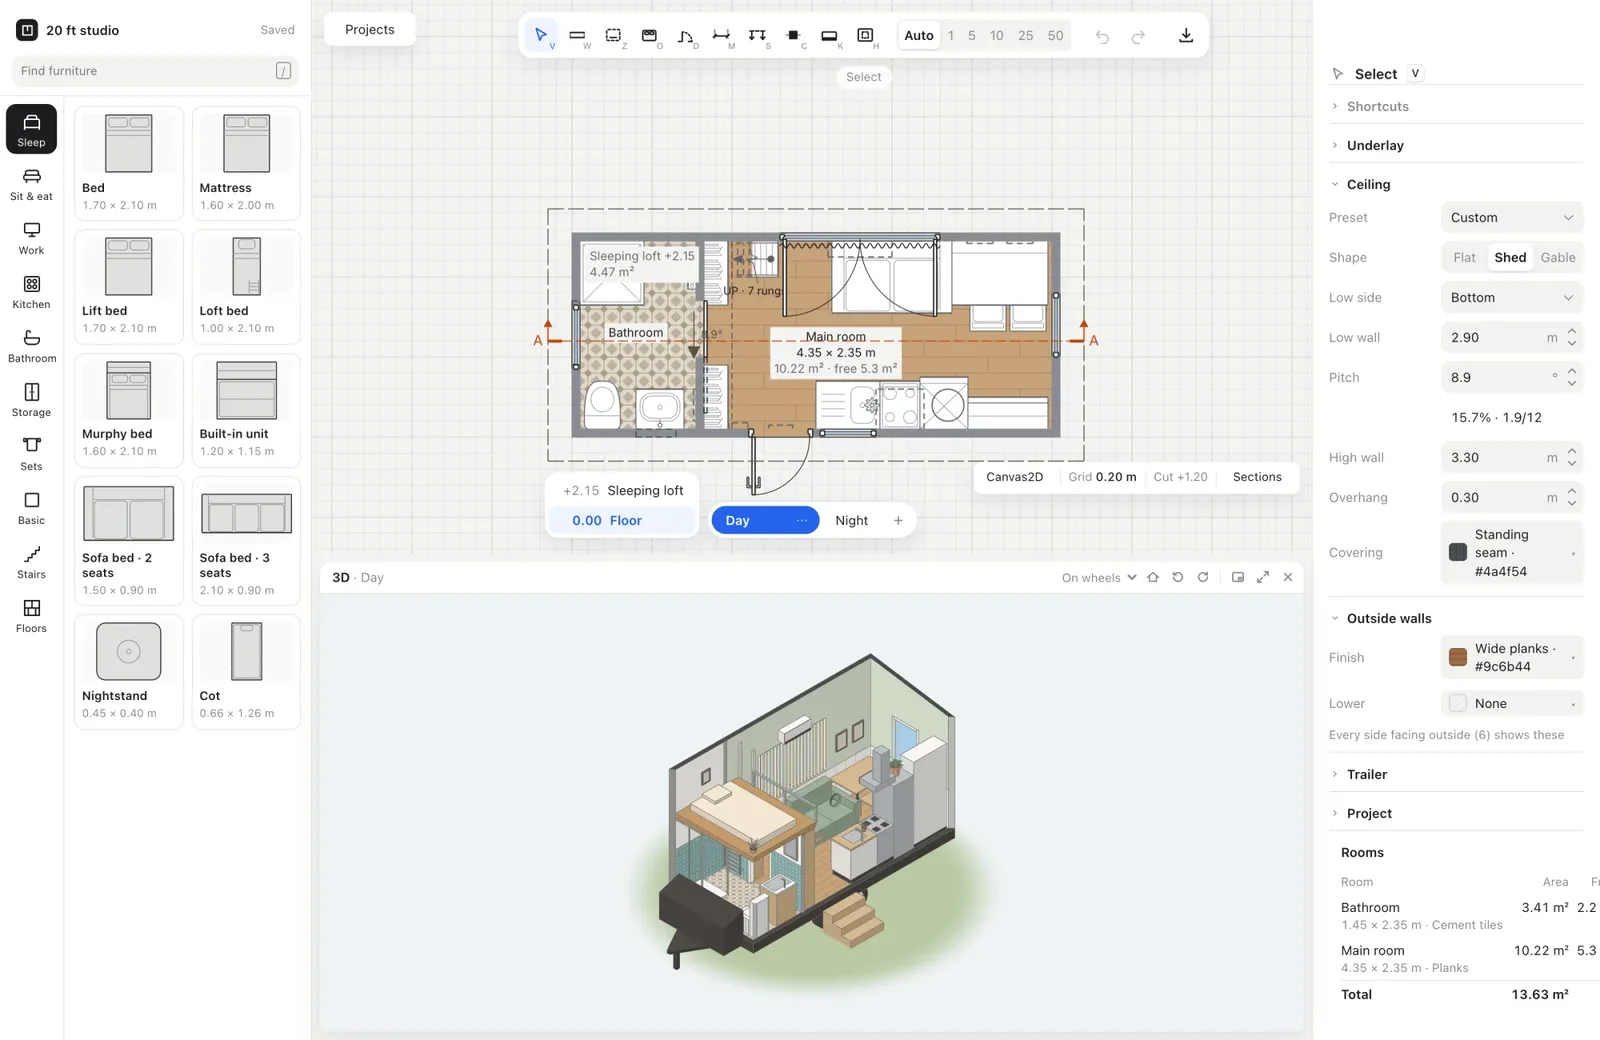 20 ft studio
Saved
Find furniture
/
Sleep
Sit & eat
Work
Kitchen
Bathroom
Storage
Sets
Basic
Stairs
Floors
Bed
1.70 × 2.10 m
Mattress
1.60 × 2.00 m
Lift bed
1.70 × 2.10 m
Loft bed
1.00 × 2.10 m
Murphy bed
1.60 × 2.10 m
Built-in unit
1.20 × 1.15 m
Sofa bed · 2
seats
1.50 × 0.90 m
Sofa bed · 3
seats
2.10 × 0.90 m
Nightstand
0.45 × 0.40 m
Cot
0.66 × 1.26 m
Projects
V W Z O D M S C K H
Auto 1 5 10 25 50
Select
Sleeping loft +2.15
4.47 m²
UP · 7 rungs
Bathroom
8.9°
Main room
4.35 × 2.35 m
10.22 m² · free 5.3 m²
A
A
+2.15 Sleeping loft
0.00 Floor
Day ···
Night +
Canvas2D
Grid 0.20 m
Cut +1.20
Sections
3D · Day
On wheels
Select V
Shortcuts
Underlay
Ceiling
Preset Custom
Shape Flat Shed Gable
Low side Bottom
Low wall 2.90 m
Pitch 8.9 °
15.7% · 1.9/12
High wall 3.30 m
Overhang 0.30 m
Covering
Standing
seam ·
#4a4f54
Outside walls
Finish
Wide planks ·
#9c6b44
Lower None
Every side facing outside (6) shows these
Trailer
Project
Rooms
Room Area
Bathroom 3.41 m² 2.2
1.45 × 2.35 m · Cement tiles
Main room 10.22 m² 5.3
4.35 × 2.35 m · Planks
Total 13.63 m²